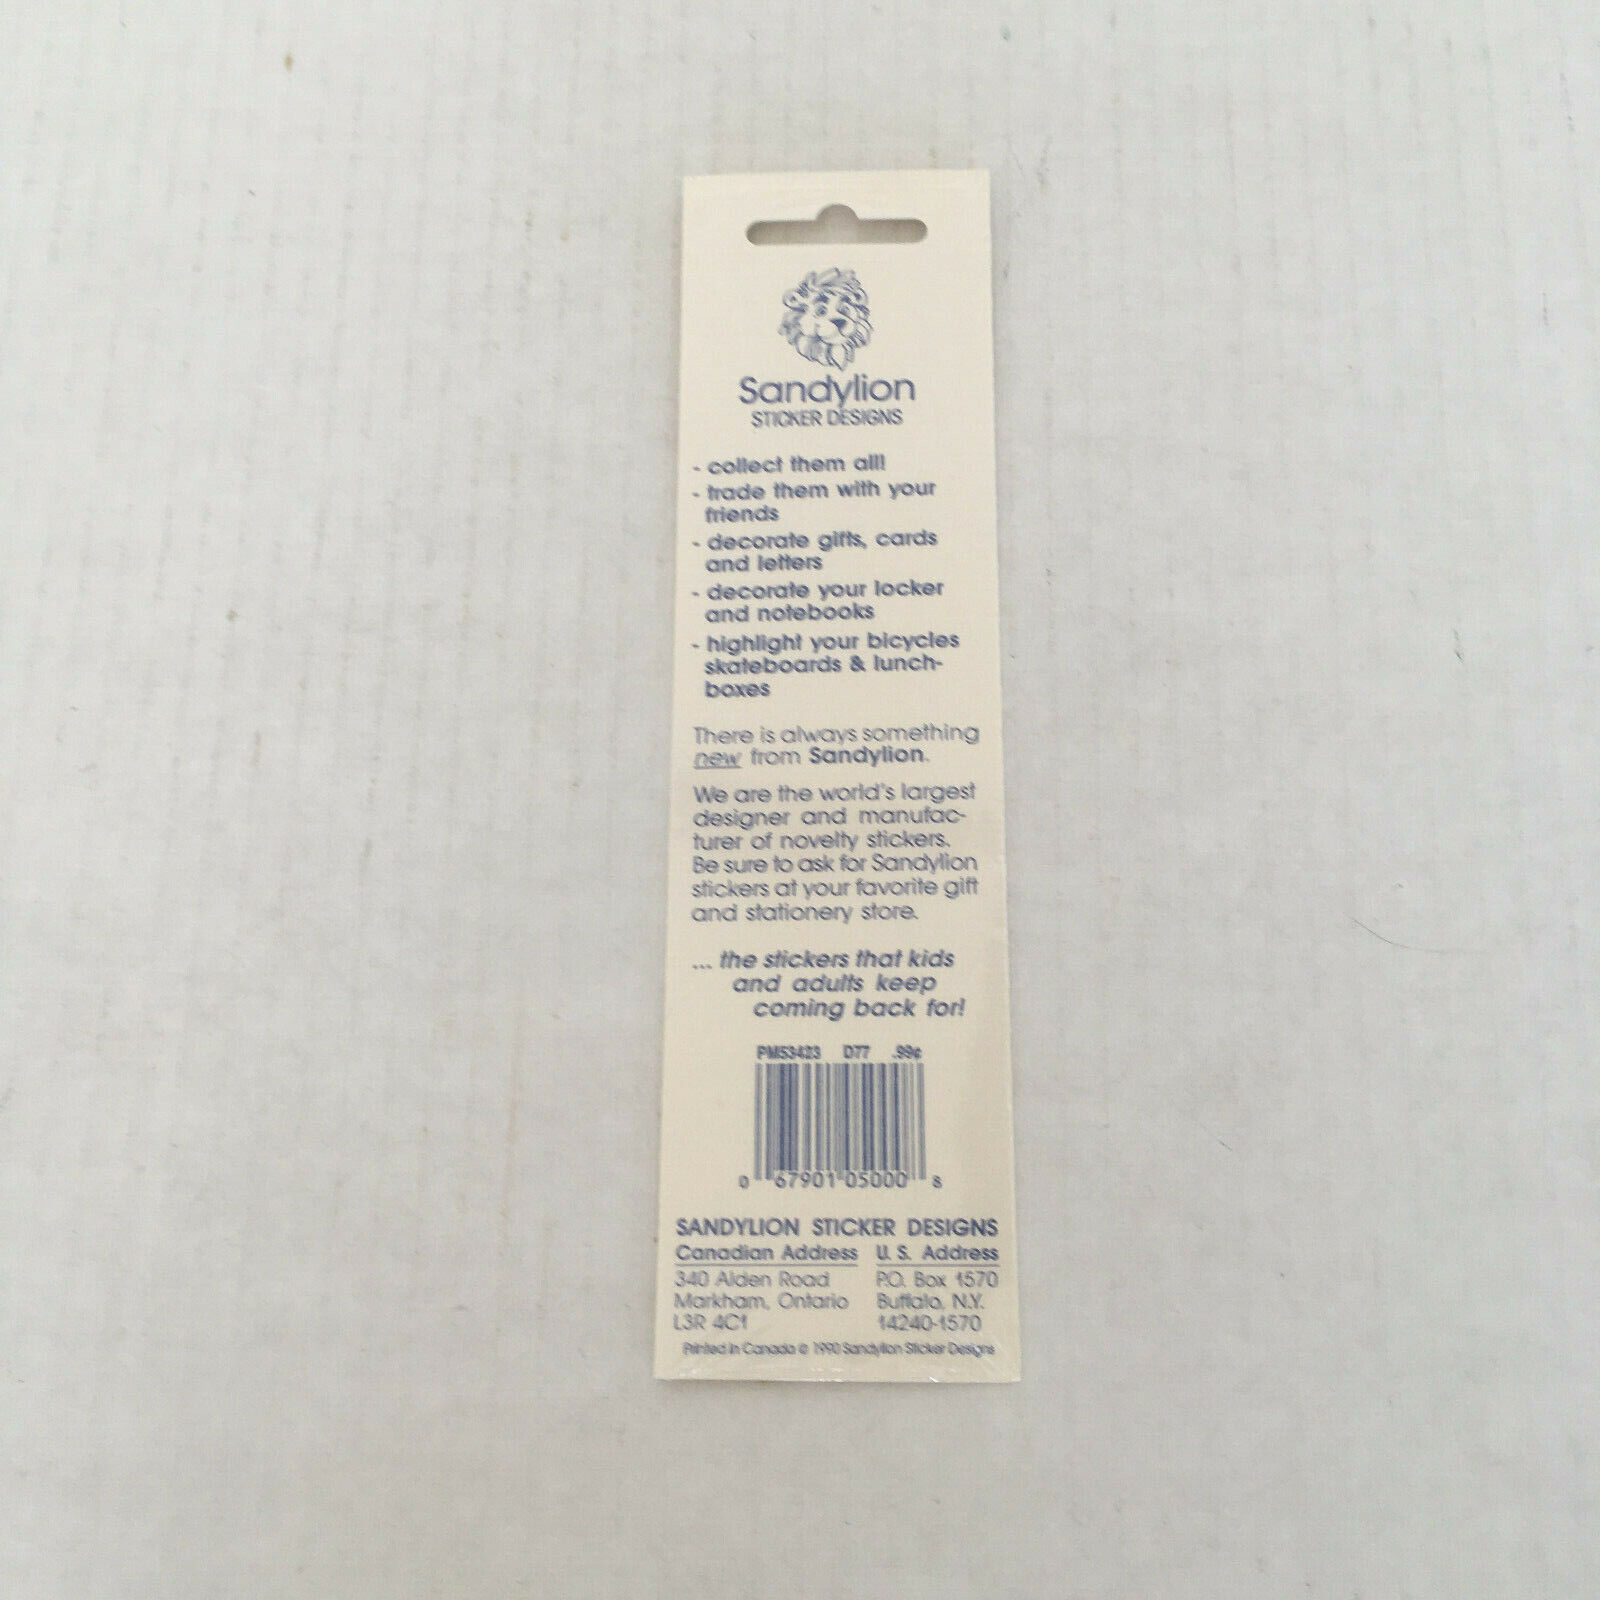 Sandylion
STICKER DESIGNS
- collect them all!
- trade them with your
friends
- decorate gifts, cards
and letters
- decorate your locker
and notebooks
- highlight your bicycles
skateboards & lunch-
boxes
There is always something
new from Sandylion.
We are the world's largest
designer and manufac-
turer of novelty stickers.
Be sure to ask for Sandylion
stickers at your favorite gift
and stationery store.
... the stickers that kids
and adults keep
coming back for!
PM53423 D77 .99¢
0 67901 05000 8
SANDYLION STICKER DESIGNS
Canadian Address U. S. Address
340 Alden Road P.O. Box 1570
Markham, Ontario Buffalo, N.Y.
L3R 4C1 14240-1570
Printed in Canada © 1990 Sandylion Sticker Designs